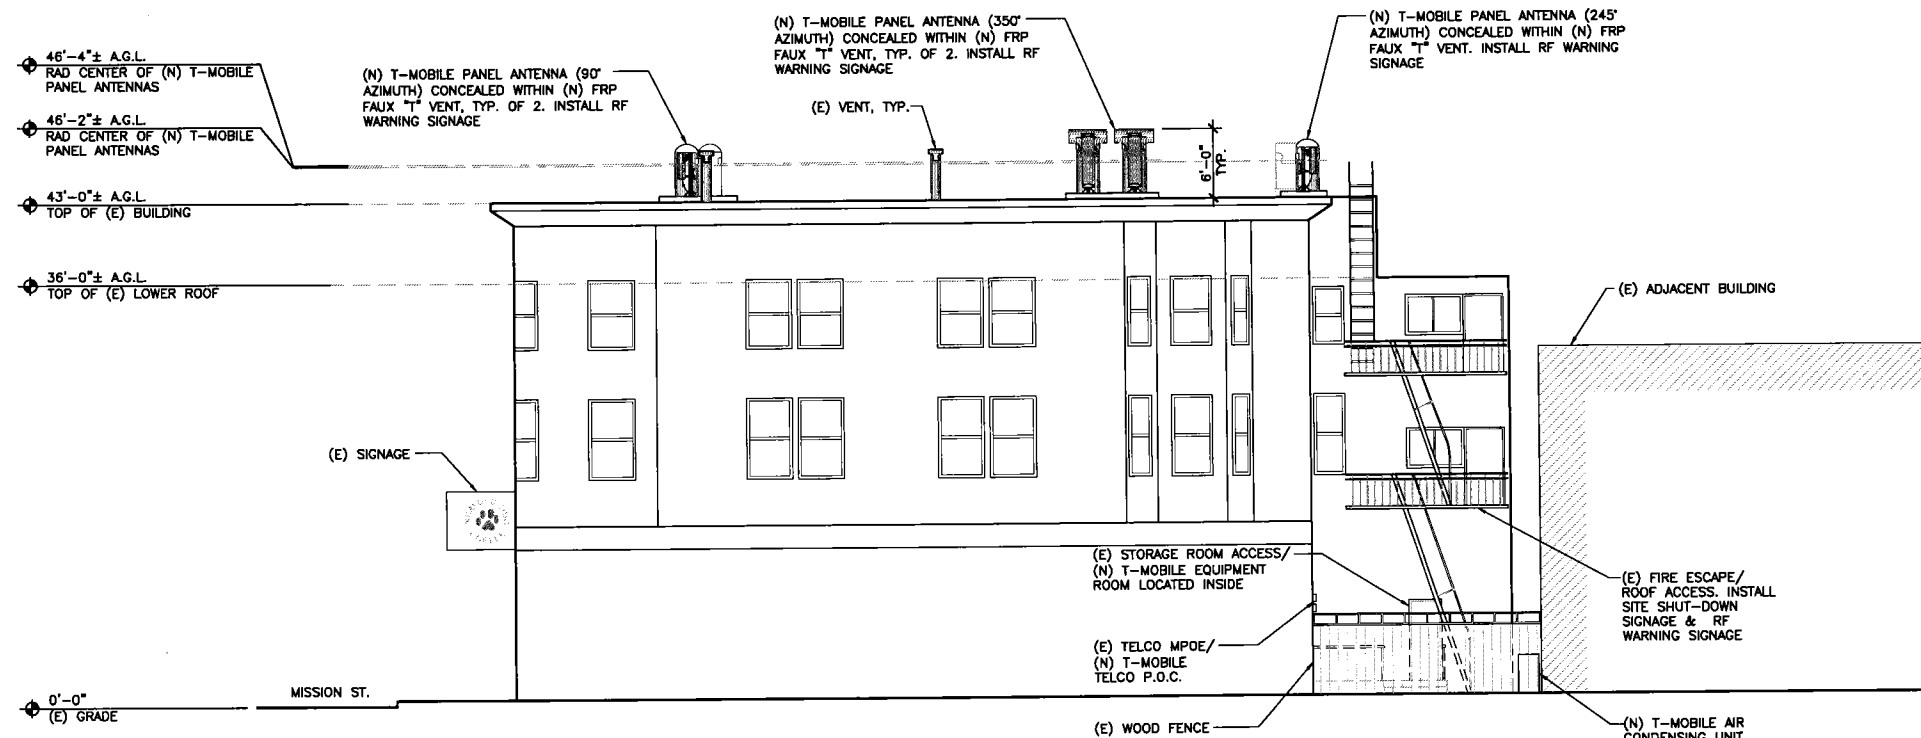 46'-4"± A.G.L.
RAD CENTER OF (N) T-MOBILE
PANEL ANTENNAS
46'-2"± A.G.L.
RAD CENTER OF (N) T-MOBILE
PANEL ANTENNAS
43'-0"± A.G.L.
TOP OF (E) BUILDING
36'-0"± A.G.L.
TOP OF (E) LOWER ROOF
(N) T-MOBILE PANEL ANTENNA (90°
AZIMUTH) CONCEALED WITHIN (N) FRP
FAUX "T" VENT, TYP. OF 2. INSTALL RF
WARNING SIGNAGE
(N) T-MOBILE PANEL ANTENNA (350°
AZIMUTH) CONCEALED WITHIN (N) FRP
FAUX "T" VENT, TYP. OF 2. INSTALL RF
WARNING SIGNAGE
(E) VENT, TYP.
6'-0"
TYP.
(N) T-MOBILE PANEL ANTENNA (245°
AZIMUTH) CONCEALED WITHIN (N) FRP
FAUX "T" VENT. INSTALL RF WARNING
SIGNAGE
(E) ADJACENT BUILDING
(E) SIGNAGE
(E) STORAGE ROOM ACCESS/
(N) T-MOBILE EQUIPMENT
ROOM LOCATED INSIDE
(E) TELCO MPOE/
(N) T-MOBILE
TELCO P.O.C.
(E) FIRE ESCAPE/
ROOF ACCESS. INSTALL
SITE SHUT-DOWN
SIGNAGE & RF
WARNING SIGNAGE
MISSION ST.
0'-0"
(E) GRADE
(E) WOOD FENCE
(N) T-MOBILE AIR
CONDENSING UNIT